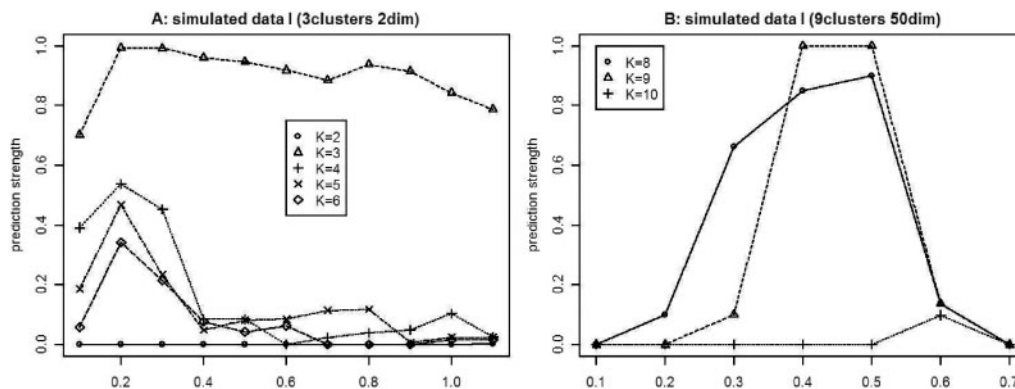 A: simulated data I (3clusters 2dim)
prediction strength
1.0
0.8
0.6
0.4
0.2
0.0
K=2
K=3
K=4
K=5
K=6
0.2 0.4 0.6 0.8 1.0
B: simulated data I (9clusters 50dim)
prediction strength
1.0
0.8
0.6
0.4
0.2
0.0
K=8
K=9
K=10
0.1 0.2 0.3 0.4 0.5 0.6 0.7